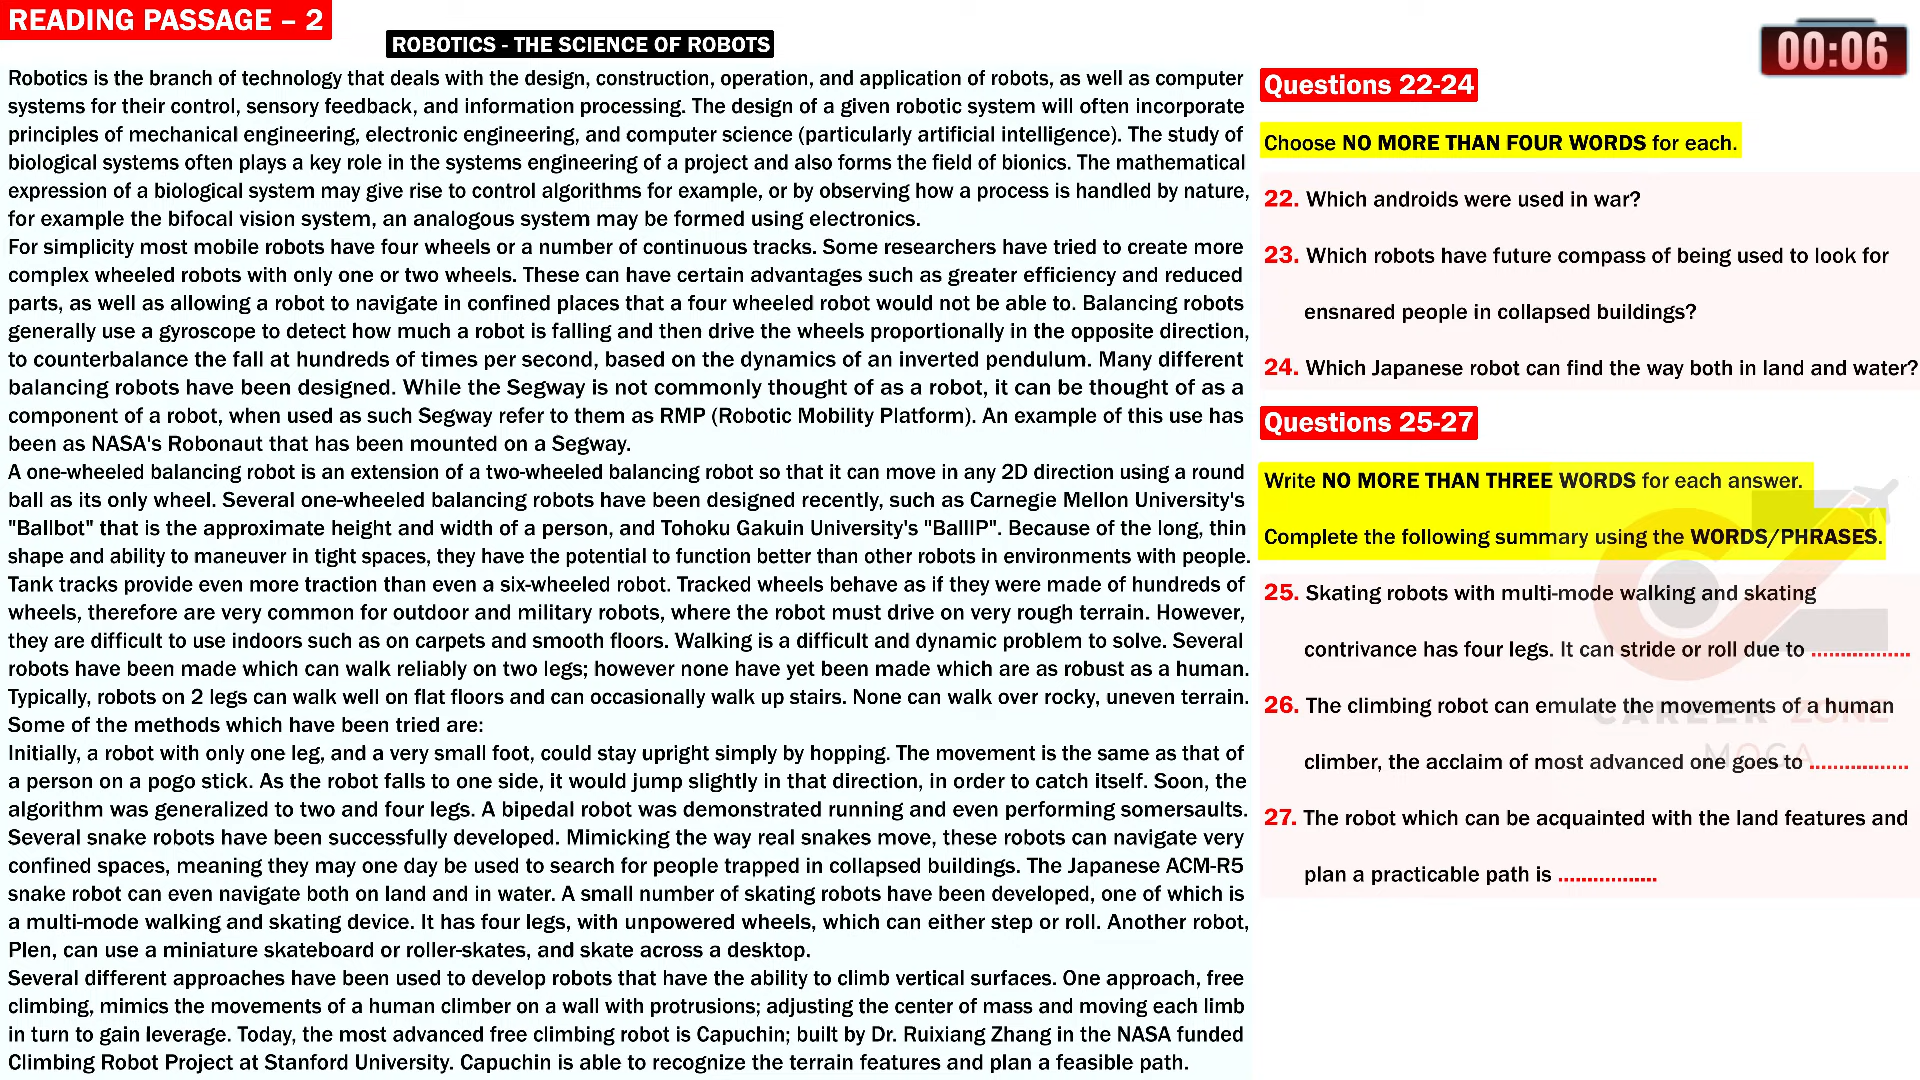 READING PASSAGE – 2
ROBOTICS - THE SCIENCE OF ROBOTS
00:06
Robotics is the branch of technology that deals with the design, construction, operation, and application of robots, as well as computer
systems for their control, sensory feedback, and information processing. The design of a given robotic system will often incorporate
principles of mechanical engineering, electronic engineering, and computer science (particularly artificial intelligence). The study of
biological systems often plays a key role in the systems engineering of a project and also forms the field of bionics. The mathematical
expression of a biological system may give rise to control algorithms for example, or by observing how a process is handled by nature,
for example the bifocal vision system, an analogous system may be formed using electronics.
For simplicity most mobile robots have four wheels or a number of continuous tracks. Some researchers have tried to create more
complex wheeled robots with only one or two wheels. These can have certain advantages such as greater efficiency and reduced
parts, as well as allowing a robot to navigate in confined places that a four wheeled robot would not be able to. Balancing robots
generally use a gyroscope to detect how much a robot is falling and then drive the wheels proportionally in the opposite direction,
to counterbalance the fall at hundreds of times per second, based on the dynamics of an inverted pendulum. Many different
balancing robots have been designed. While the Segway is not commonly thought of as a robot, it can be thought of as a
component of a robot, when used as such Segway refer to them as RMP (Robotic Mobility Platform). An example of this use has
been as NASA's Robonaut that has been mounted on a Segway.
A one-wheeled balancing robot is an extension of a two-wheeled balancing robot so that it can move in any 2D direction using a round
ball as its only wheel. Several one-wheeled balancing robots have been designed recently, such as Carnegie Mellon University's
"Ballbot" that is the approximate height and width of a person, and Tohoku Gakuin University's "BallIP". Because of the long, thin
shape and ability to maneuver in tight spaces, they have the potential to function better than other robots in environments with people.
Tank tracks provide even more traction than even a six-wheeled robot. Tracked wheels behave as if they were made of hundreds of
wheels, therefore are very common for outdoor and military robots, where the robot must drive on very rough terrain. However,
they are difficult to use indoors such as on carpets and smooth floors. Walking is a difficult and dynamic problem to solve. Several
robots have been made which can walk reliably on two legs; however none have yet been made which are as robust as a human.
Typically, robots on 2 legs can walk well on flat floors and can occasionally walk up stairs. None can walk over rocky, uneven terrain.
Some of the methods which have been tried are:
Initially, a robot with only one leg, and a very small foot, could stay upright simply by hopping. The movement is the same as that of
a person on a pogo stick. As the robot falls to one side, it would jump slightly in that direction, in order to catch itself. Soon, the
algorithm was generalized to two and four legs. A bipedal robot was demonstrated running and even performing somersaults.
Several snake robots have been successfully developed. Mimicking the way real snakes move, these robots can navigate very
confined spaces, meaning they may one day be used to search for people trapped in collapsed buildings. The Japanese ACM-R5
snake robot can even navigate both on land and in water. A small number of skating robots have been developed, one of which is
a multi-mode walking and skating device. It has four legs, with unpowered wheels, which can either step or roll. Another robot,
Plen, can use a miniature skateboard or roller-skates, and skate across a desktop.
Several different approaches have been used to develop robots that have the ability to climb vertical surfaces. One approach, free
climbing, mimics the movements of a human climber on a wall with protrusions; adjusting the center of mass and moving each limb
in turn to gain leverage. Today, the most advanced free climbing robot is Capuchin; built by Dr. Ruixiang Zhang in the NASA funded
Climbing Robot Project at Stanford University. Capuchin is able to recognize the terrain features and plan a feasible path.
Questions 22-24
Choose NO MORE THAN FOUR WORDS for each.
22. Which androids were used in war?
23. Which robots have future compass of being used to look for
ensnared people in collapsed buildings?
24. Which Japanese robot can find the way both in land and water?
Questions 25-27
Write NO MORE THAN THREE WORDS for each answer.
Complete the following summary using the WORDS/PHRASES.
25. Skating robots with multi-mode walking and skating
contrivance has four legs. It can stride or roll due to .................
26. The climbing robot can emulate the movements of a human
climber, the acclaim of most advanced one goes to .................
27. The robot which can be acquainted with the land features and
plan a practicable path is .................
CAREER ZONE
MOGA